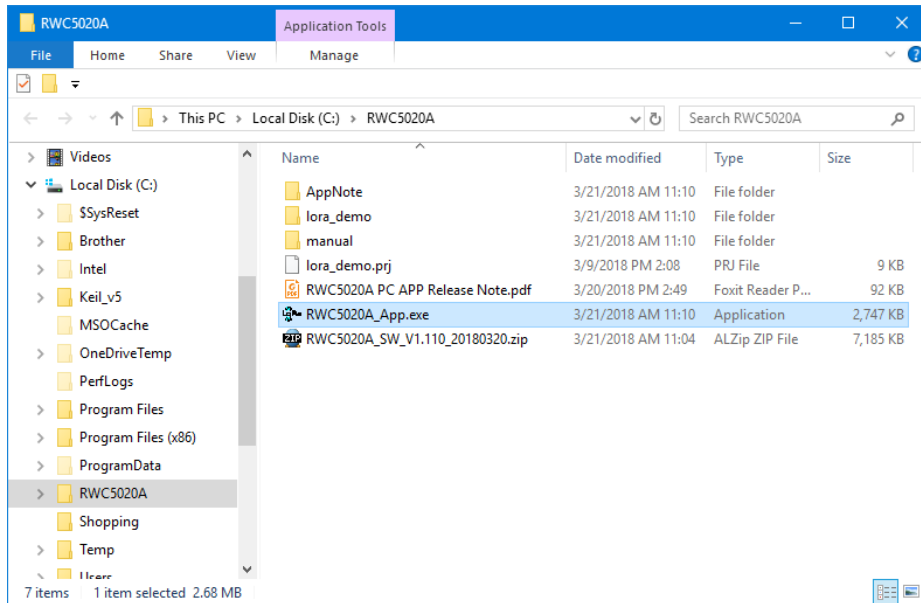 RWC5020A
Application Tools
File Home Share View Manage
This PC Local Disk (C:) RWC5020A Search RWC5020A
Videos
Local Disk (C:)
$SysReset
Brother
Intel
Keil_v5
MSOCache
OneDriveTemp
PerfLogs
Program Files
Program Files (x86)
ProgramData
RWC5020A
Shopping
Temp
Users
Name Date modified Type Size
AppNote 3/21/2018 AM 11:10 File folder
lora_demo 3/21/2018 AM 11:10 File folder
manual 3/21/2018 AM 11:10 File folder
lora_demo.prj 3/9/2018 PM 2:08 PRJ File 9 KB
RWC5020A PC APP Release Note.pdf 3/20/2018 PM 2:49 Foxit Reader P... 92 KB
RWC5020A_App.exe 3/21/2018 AM 11:10 Application 2,747 KB
RWC5020A_SW_V1.110_20180320.zip 3/21/2018 AM 11:04 ALZip ZIP File 7,185 KB
7 items 1 item selected 2.68 MB